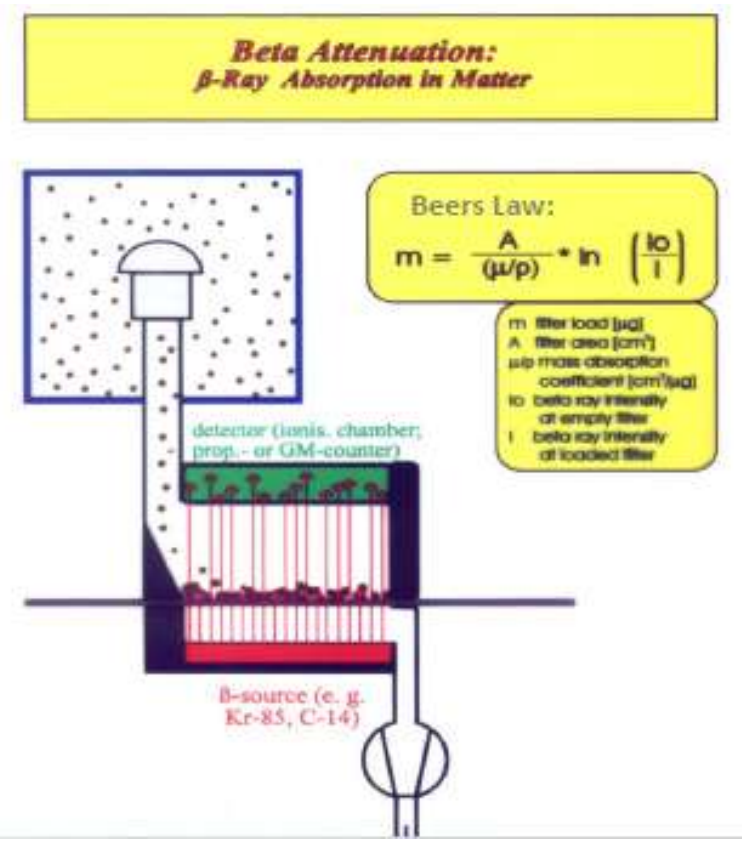 Beta Attenuation:
β-Ray Absorption in Matter
Beers Law:
m = A/(μ/ρ) * ln (Io/I)
m filter load [μg]
A filter area [cm²]
μ/ρ mass absorption
coefficient [cm²/μg]
Io beta ray intensity
at empty filter
I beta ray intensity
at loaded filter
detector (ionis. chamber;
prop.- or GM-counter)
ß-source (e. g.
Kr-85, C-14)